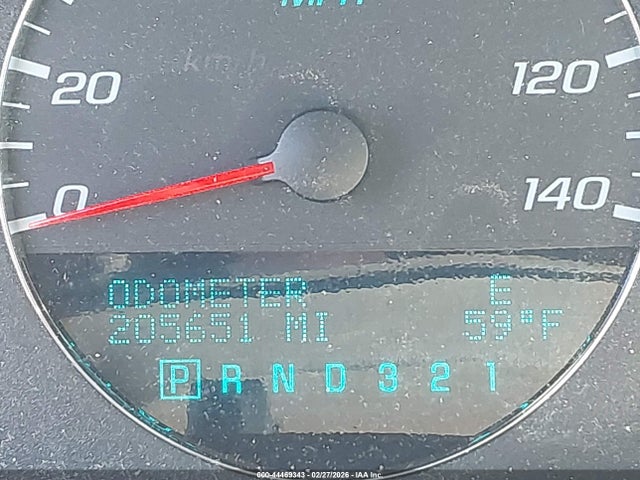 MPH
km/h
20
120
0
140
ODOMETER E
205651 MI 59°F
P R N D 3 2 1
000-44469343 - 02/27/2026 - IAA Inc.